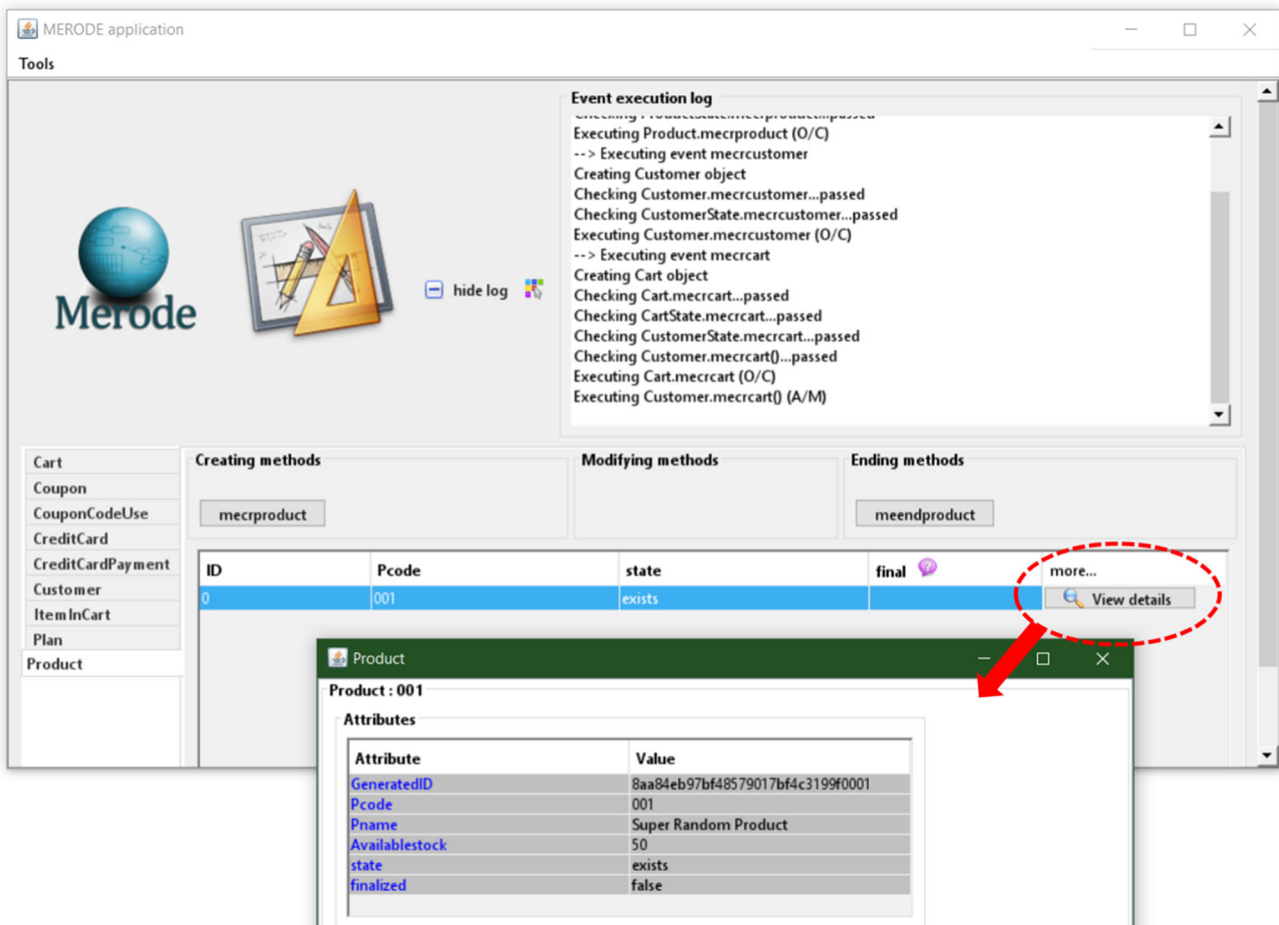 MERODE application
Tools
Merode
hide log
Event execution log
Checking ProductState.mecrproduct...passed
Executing Product.mecrproduct (O/C)
--> Executing event mecrcustomer
Creating Customer object
Checking Customer.mecrcustomer...passed
Checking CustomerState.mecrcustomer...passed
Executing Customer.mecrcustomer (O/C)
--> Executing event mecrcart
Creating Cart object
Checking Cart.mecrcart...passed
Checking CartState.mecrcart...passed
Checking CustomerState.mecrcart...passed
Checking Customer.mecrcart()...passed
Executing Cart.mecrcart (O/C)
Executing Customer.mecrcart() (A/M)
Cart
Coupon
CouponCodeUse
CreditCard
CreditCardPayment
Customer
ItemInCart
Plan
Product
Creating methods Modifying methods Ending methods
mecrproduct meendproduct
ID Pcode state final more...
0 001 exists View details
Product
Product : 001
Attributes
Attribute Value
GeneratedID 8aa84eb97bf48579017bf4c3199f0001
Pcode 001
Pname Super Random Product
Availablestock 50
state exists
finalized false